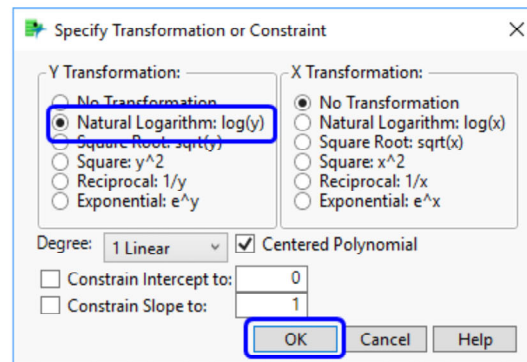 Specify Transformation or Constraint
Y Transformation:
No Transformation
Natural Logarithm: log(y)
Square Root: sqrt(y)
Square: y^2
Reciprocal: 1/y
Exponential: e^y
X Transformation:
No Transformation
Natural Logarithm: log(x)
Square Root: sqrt(x)
Square: x^2
Reciprocal: 1/x
Exponential: e^x
Degree: 1 Linear Centered Polynomial
Constrain Intercept to: 0
Constrain Slope to: 1
OK Cancel Help